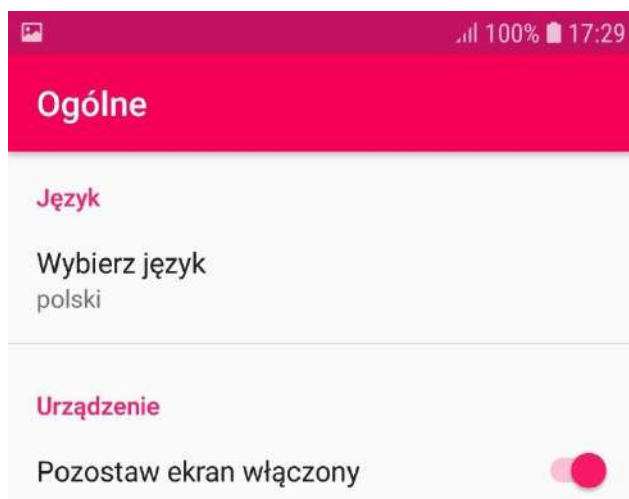 100% 17:29
Ogólne
Język
Wybierz język
polski
Urządzenie
Pozostaw ekran włączony